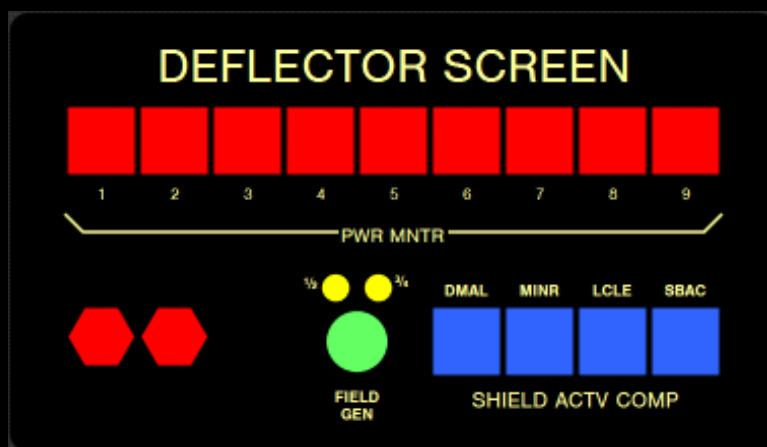 DEFLECTOR SCREEN
1 2 3 4 5 6 7 8 9
PWR MNTR
½ ¾
DMAL MINR LCLE SBAC
FIELD
GEN
SHIELD ACTV COMP